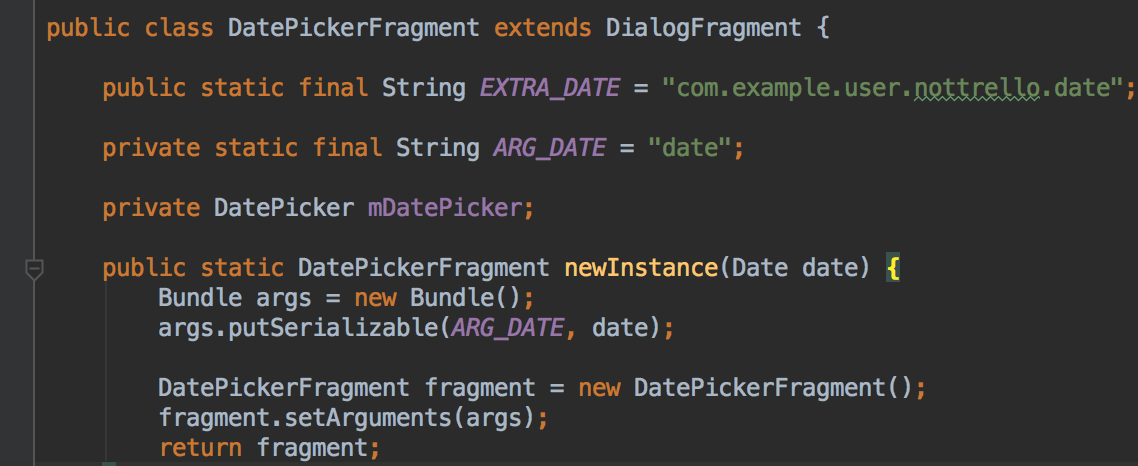 public class DatePickerFragment extends DialogFragment {
public static final String EXTRA_DATE = "com.example.user.nottrello.date";
private static final String ARG_DATE = "date";
private DatePicker mDatePicker;
public static DatePickerFragment newInstance(Date date) {
Bundle args = new Bundle();
args.putSerializable(ARG_DATE, date);
DatePickerFragment fragment = new DatePickerFragment();
fragment.setArguments(args);
return fragment;